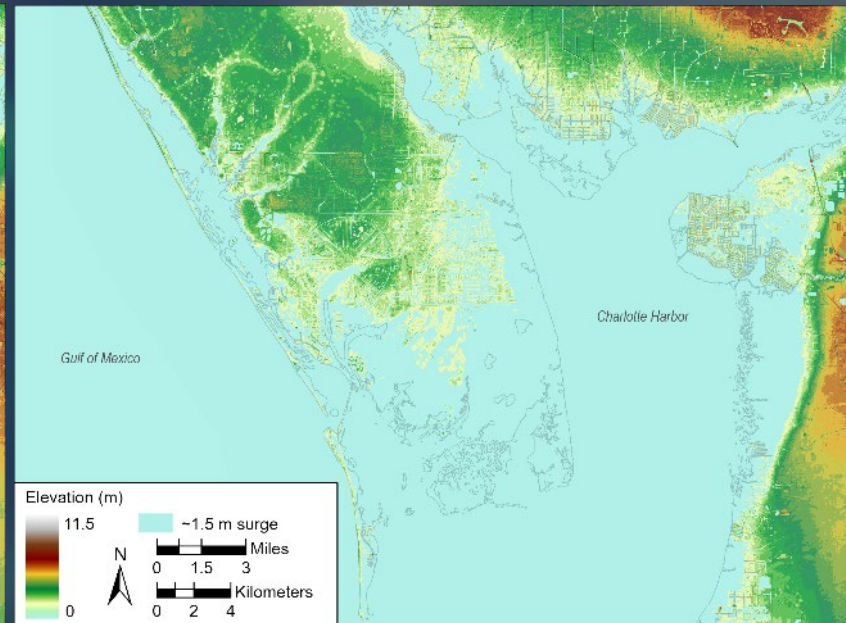 Charlotte Harbor
Gulf of Mexico
Elevation (m)
11.5
0
~1.5 m surge
N
Miles
0 1.5 3
Kilometers
0 2 4